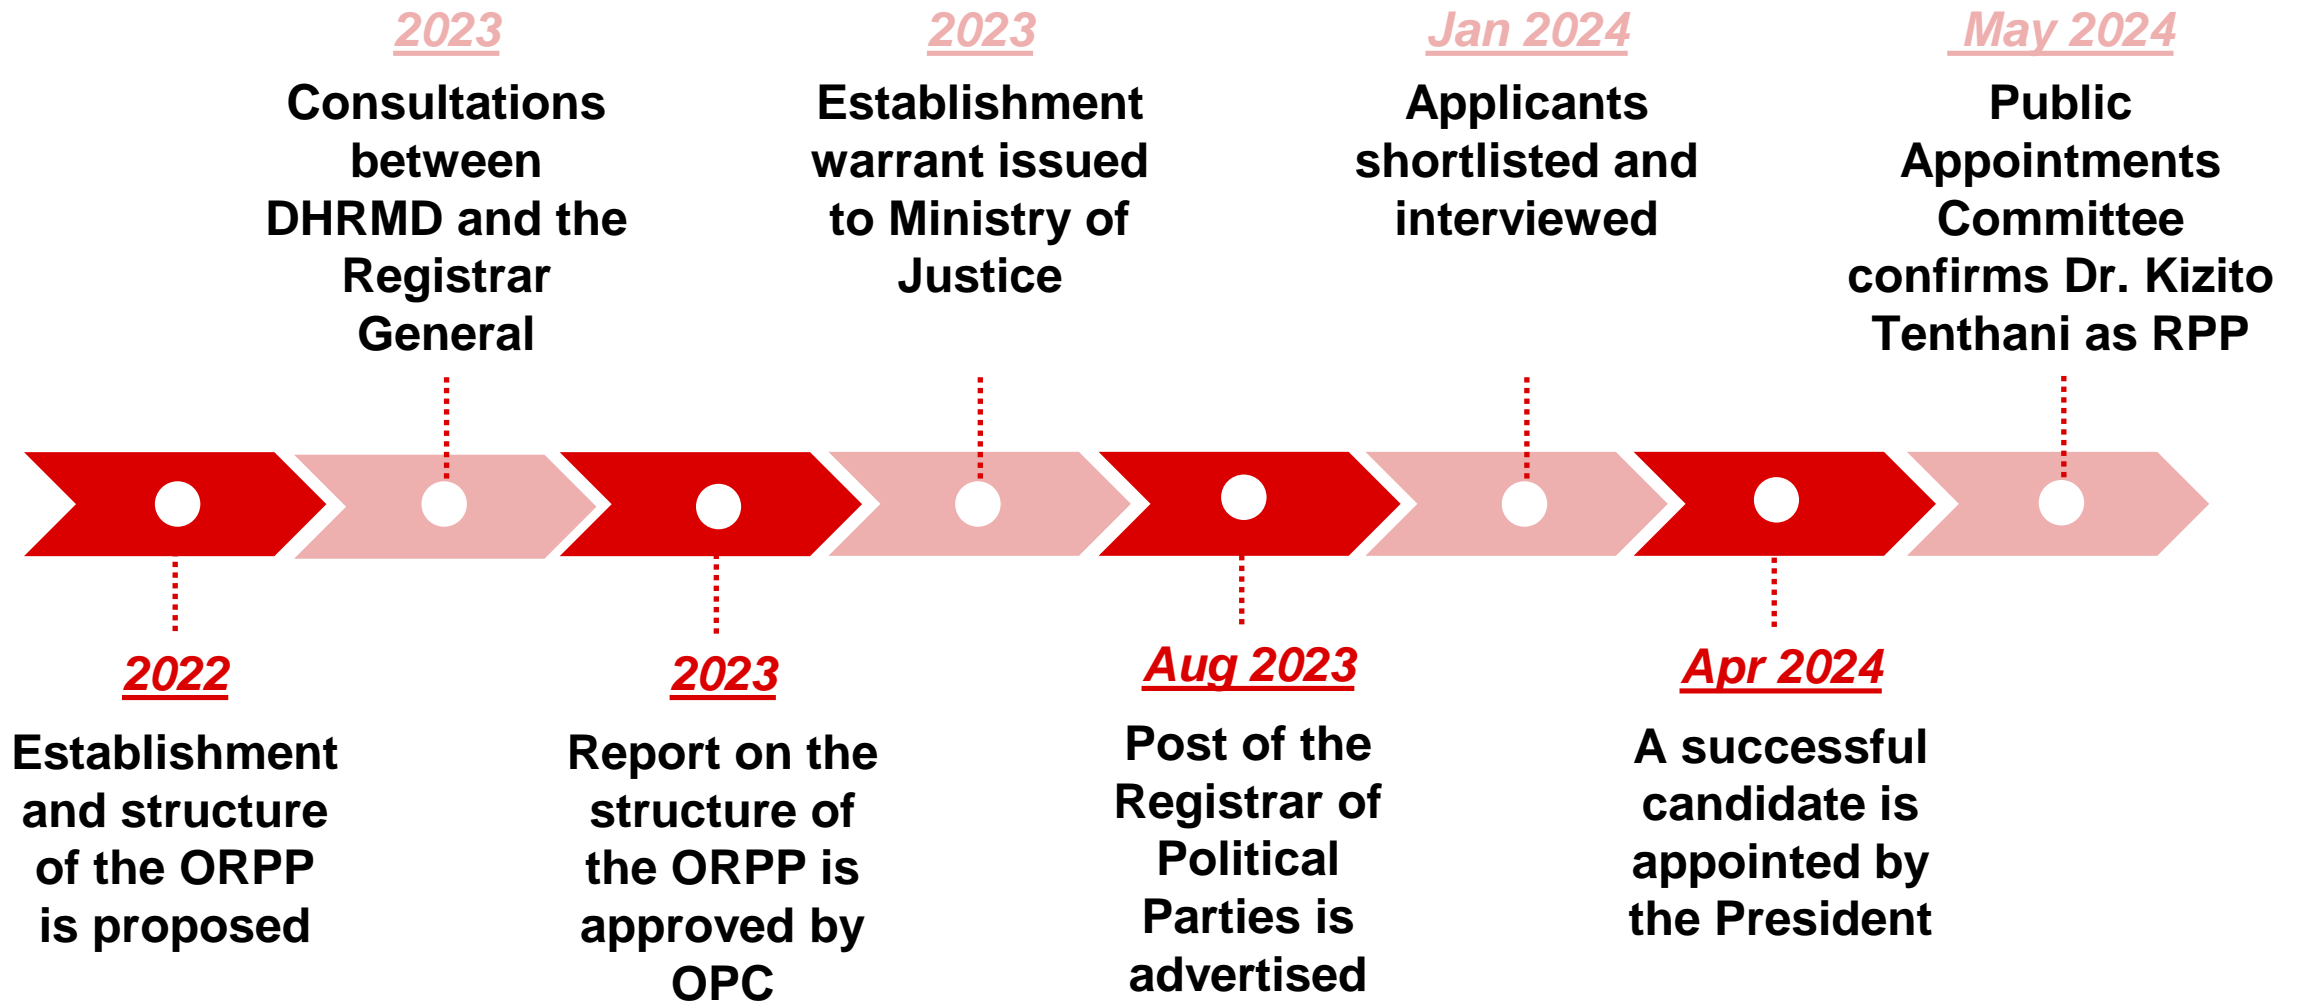 2023
Consultations
between
DHRMD and the
Registrar
General
2023
Establishment
warrant issued
to Ministry of
Justice
Jan 2024
Applicants
shortlisted and
interviewed
May 2024
Public
Appointments
Committee
confirms Dr. Kizito
Tenthani as RPP
2022
Establishment
and structure
of the ORPP
is proposed
2023
Report on the
structure of
the ORPP is
approved by
OPC
Aug 2023
Post of the
Registrar of
Political
Parties is
advertised
Apr 2024
A successful
candidate is
appointed by
the President